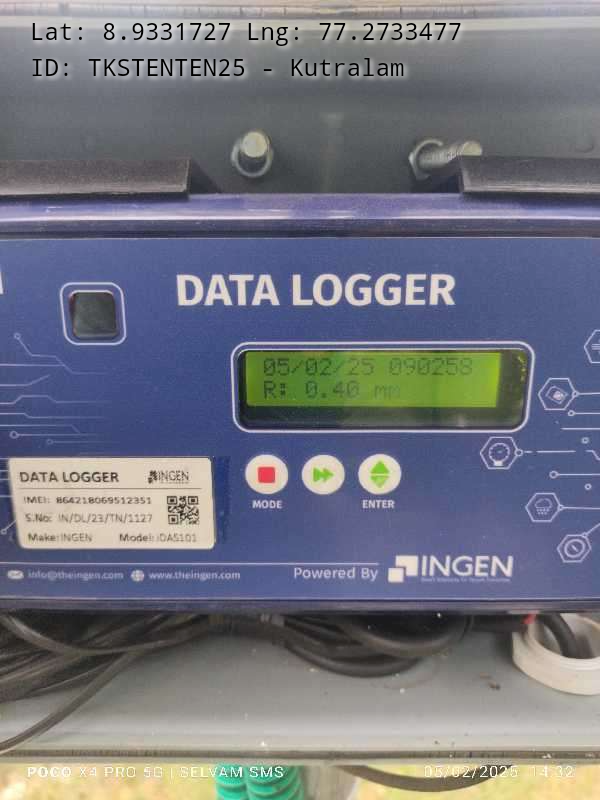 Lat: 8.9331727 Lng: 77.2733477
ID: TKSTENTEN25 - Kutralam
DATA LOGGER
05/02/25 090258
R: 0.40 mm
DATA LOGGER INGEN
IMEI: 864218069512351
S.No: IN/DL/23/TN/1127
Make: INGEN Model: iDAS101
MODE ENTER
info@theingen.com www.theingen.com Powered By INGEN
POCO X4 PRO 5G | SELVAM SMS 05/02/2025 14:32